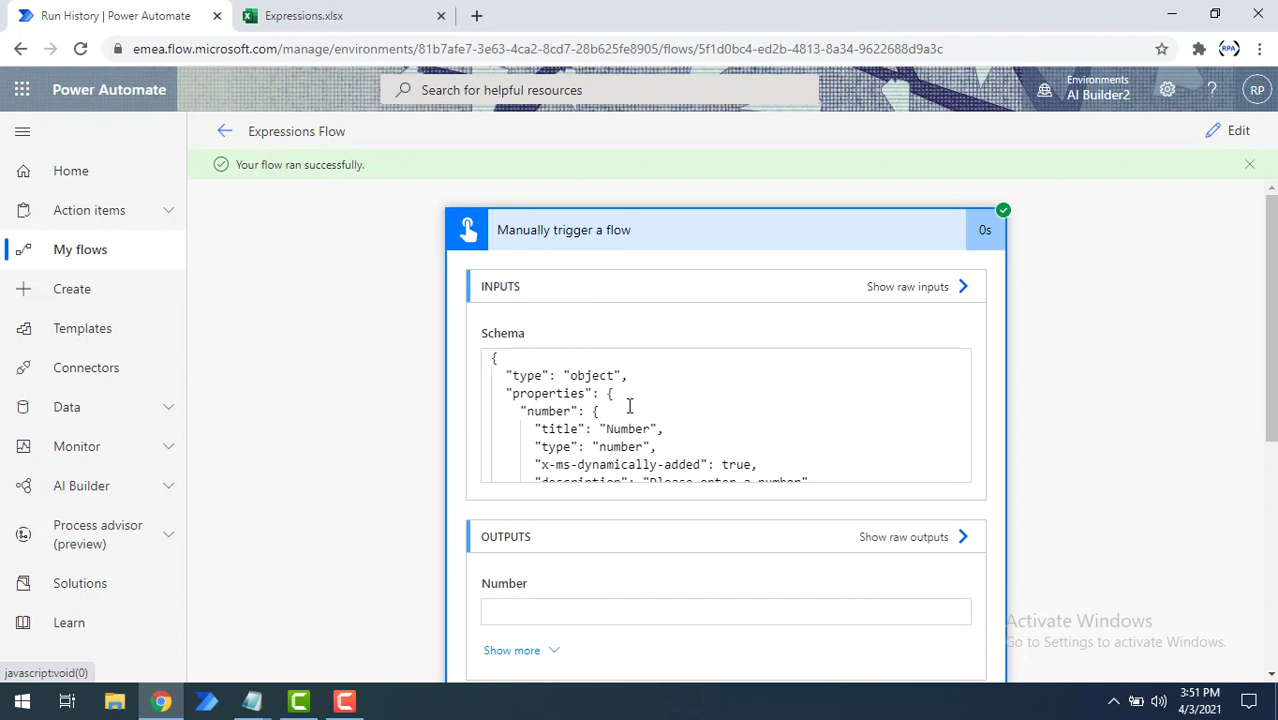 Run History | Power Automate
Expressions.xlsx
emea.flow.microsoft.com/manage/environments/81b7afe7-3e63-4ca2-8cd7-28b625fe8905/flows/5f1d0bc4-ed2b-4813-8a34-9622688d9a3c
RPA
Power Automate
Search for helpful resources
Environments
AI Builder2
RP
Expressions Flow
Edit
Your flow ran successfully.
Home
Action items
My flows
Create
Templates
Connectors
Data
Monitor
AI Builder
Process advisor
(preview)
Solutions
Learn
Manually trigger a flow
0s
INPUTS
Show raw inputs
Schema
{
"type": "object",
"properties": {
"number": {
"title": "Number",
"type": "number",
"x-ms-dynamically-added": true,
"description": "Please enter a number"
OUTPUTS
Show raw outputs
Number
Show more
Activate Windows
Go to Settings to activate Windows.
javascript:void(0)
3:51 PM
4/3/2021